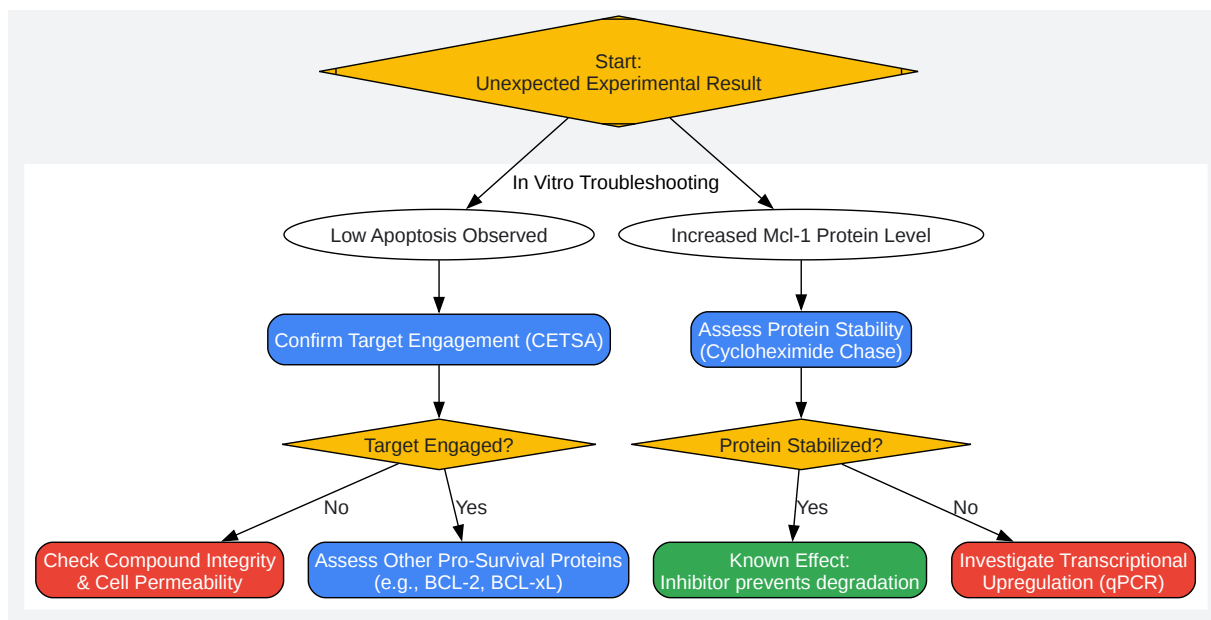 Start:
Unexpected Experimental Result
In Vitro Troubleshooting
Low Apoptosis Observed
Increased Mcl-1 Protein Level
Confirm Target Engagement (CETSA)
Assess Protein Stability
(Cycloheximide Chase)
Target Engaged?
Protein Stabilized?
No
Yes
Yes
No
Check Compound Integrity
& Cell Permeability
Assess Other Pro-Survival Proteins
(e.g., BCL-2, BCL-xL)
Known Effect:
Inhibitor prevents degradation
Investigate Transcriptional
Upregulation (qPCR)